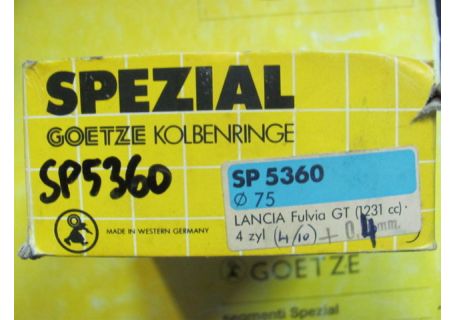 SPEZIAL
GOETZE KOLBENRINGE
SP5360
SP 5360
Ø 75
LANCIA Fulvia GT (1231 cc)·
4 zyl (4/10) + 0.4 mm.
MADE IN WESTERN GERMANY
GOETZE
Segmenti Spezial